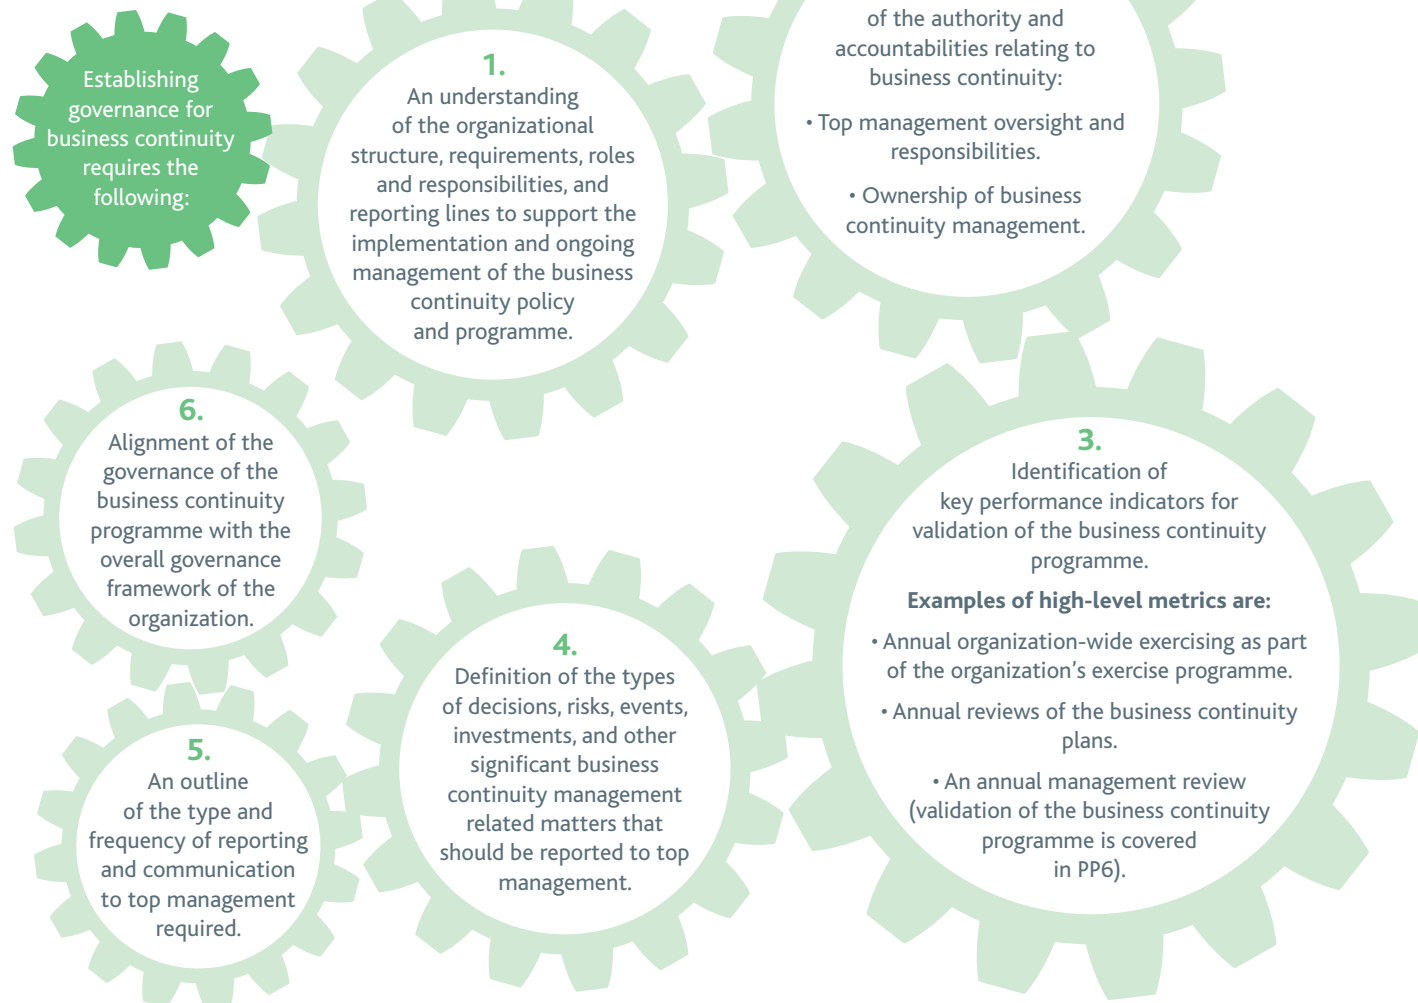 Establishing
governance for
business continuity
requires the
following:
1.
An understanding
of the organizational
structure, requirements, roles
and responsibilities, and
reporting lines to support the
implementation and ongoing
management of the business
continuity policy
and programme.
of the authority and
accountabilities relating to
business continuity:
• Top management oversight and
responsibilities.
• Ownership of business
continuity management.
3.
Identification of
key performance indicators for
validation of the business continuity
programme.
Examples of high-level metrics are:
• Annual organization-wide exercising as part
of the organization's exercise programme.
• Annual reviews of the business continuity
plans.
• An annual management review
(validation of the business continuity
programme is covered
in PP6).
4.
Definition of the types
of decisions, risks, events,
investments, and other
significant business
continuity management
related matters that
should be reported to top
management.
5.
An outline
of the type and
frequency of reporting
and communication
to top management
required.
6.
Alignment of the
governance of the
business continuity
programme with the
overall governance
framework of the
organization.